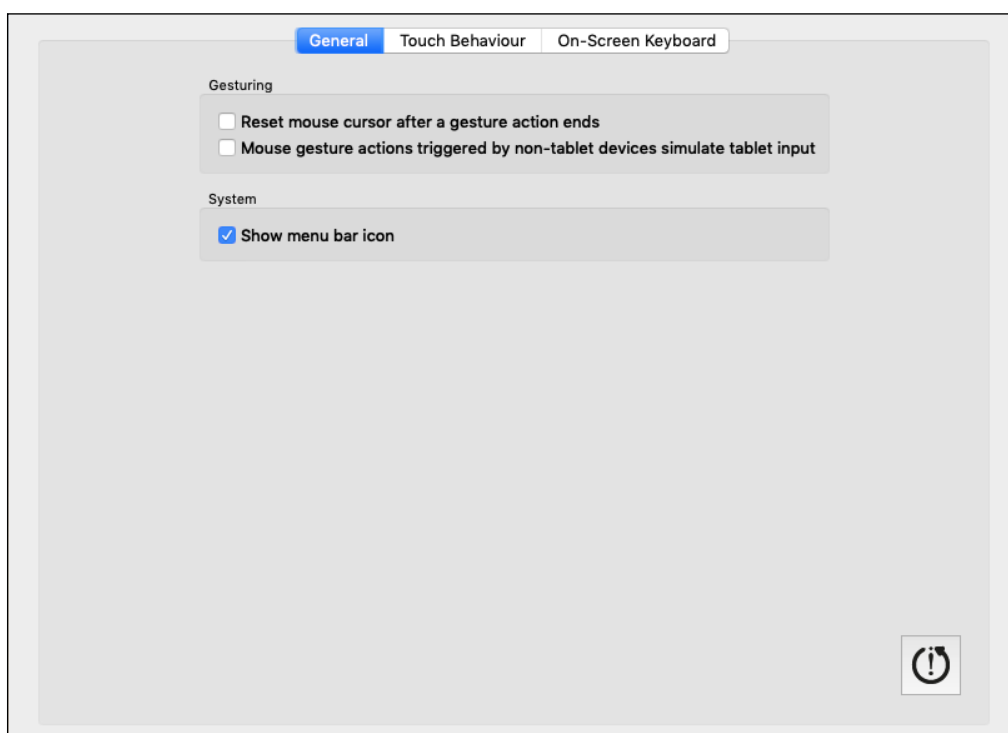 General Touch Behaviour On-Screen Keyboard
Gesturing
Reset mouse cursor after a gesture action ends
Mouse gesture actions triggered by non-tablet devices simulate tablet input
System
Show menu bar icon